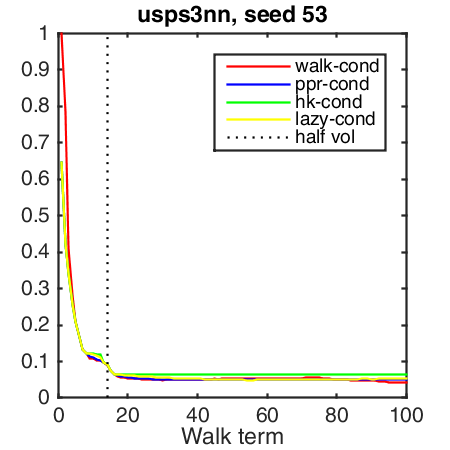 usps3nn, seed 53
1
0.9
0.8
0.7
0.6
0.5
0.4
0.3
0.2
0.1
0
walk-cond
ppr-cond
hk-cond
lazy-cond
half vol
0 20 40 60 80 100
Walk term